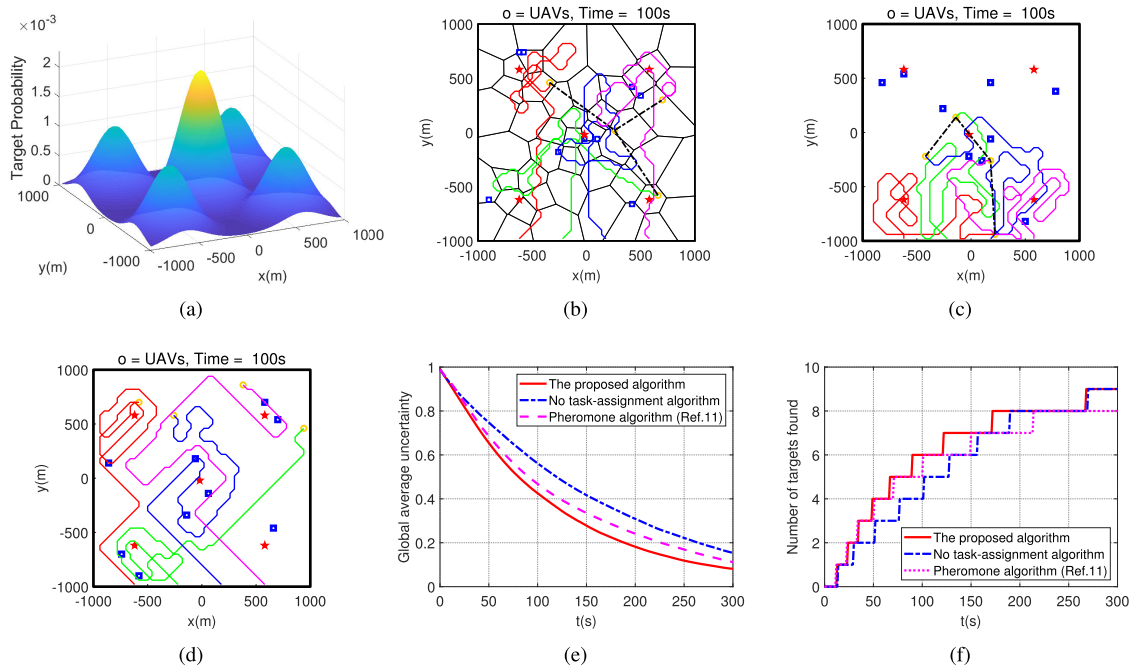 ×10⁻³
2
1.5
1
0.5
0
Target Probability
1000
0
-1000
y(m)
-1000
-500
0
500
1000
x(m)
(a)
o = UAVs, Time = 100s
1000
500
0
-500
-1000
y(m)
-1000
-500
0
500
1000
x(m)
(b)
o = UAVs, Time = 100s
1000
500
0
-500
-1000
y(m)
-1000
-500
0
500
1000
x(m)
(c)
o = UAVs, Time = 100s
1000
500
0
-500
-1000
y(m)
-1000
-500
0
500
1000
x(m)
(d)
1
0.8
0.6
0.4
0.2
0
Global average uncertainty
The proposed algorithm
No task-assignment algorithm
Pheromone algorithm (Ref.11)
0
50
100
150
200
250
300
t(s)
(e)
10
8
6
4
2
0
Number of targets found
The proposed algorithm
No task-assignment algorithm
Pheromone algorithm (Ref.11)
0
50
100
150
200
250
300
t(s)
(f)